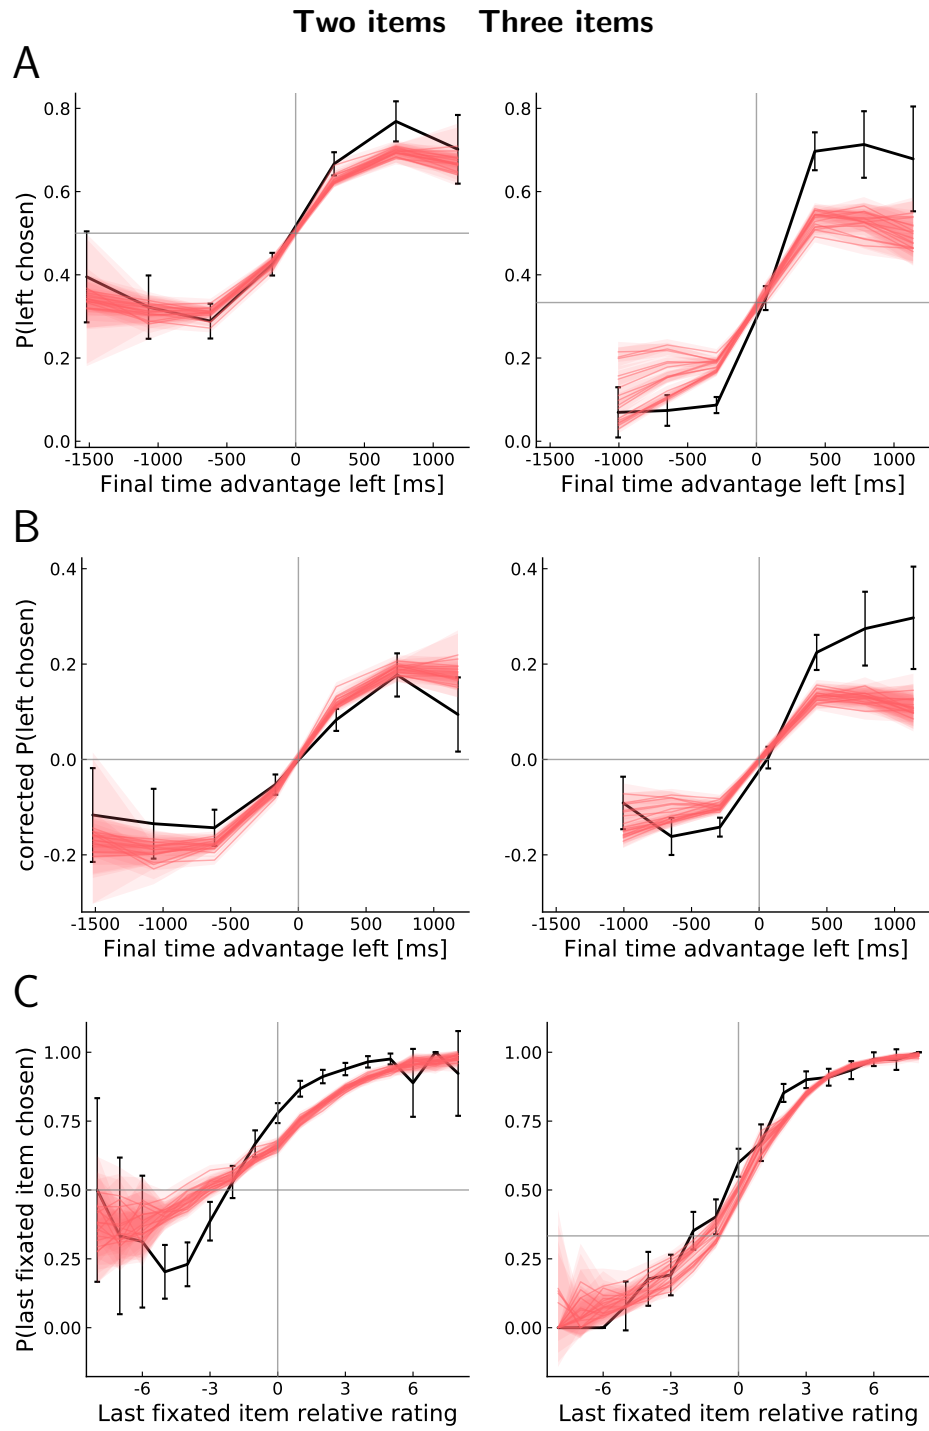 Two items Three items
A
P(left chosen)
0.8
0.6
0.4
0.2
0.0
-1500 -1000 -500 0 500 1000
Final time advantage left [ms]
0.8
0.6
0.4
0.2
0.0
-1500 -1000 -500 0 500 1000
Final time advantage left [ms]
B
corrected P(left chosen)
0.4
0.2
0.0
-0.2
-1500 -1000 -500 0 500 1000
Final time advantage left [ms]
0.4
0.2
0.0
-0.2
-1500 -1000 -500 0 500 1000
Final time advantage left [ms]
C
P(last fixated item chosen)
1.00
0.75
0.50
0.25
0.00
-6 -3 0 3 6
Last fixated item relative rating
1.00
0.75
0.50
0.25
0.00
-6 -3 0 3 6
Last fixated item relative rating